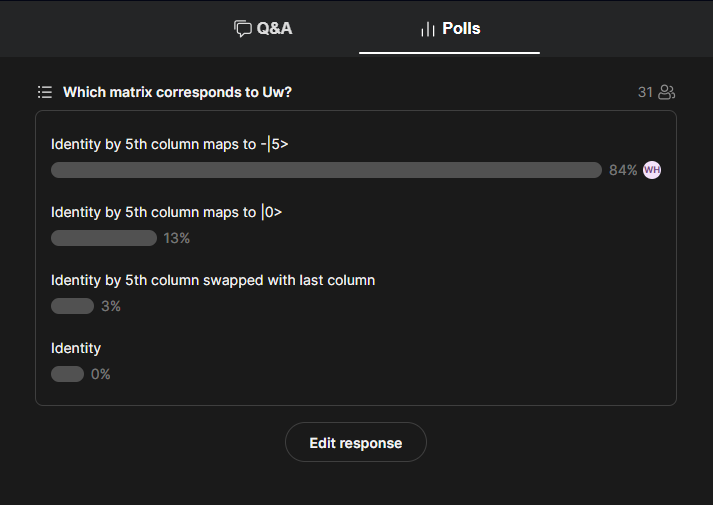 Q&A
Polls
Which matrix corresponds to Uw?
31
Identity by 5th column maps to -|5>
84% WH
Identity by 5th column maps to |0>
13%
Identity by 5th column swapped with last column
3%
Identity
0%
Edit response